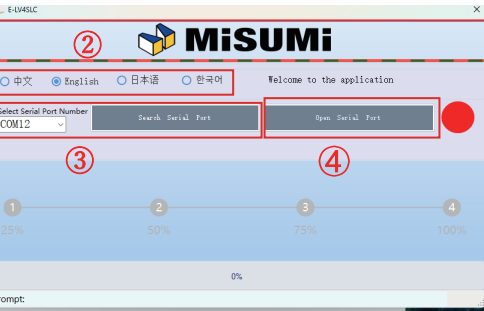 E-LV4SLC
②
MiSUMi
中文 English 日本语 한국어 Welcome to the application
Select Serial Port Number
COM12
Search Serial Port
Open Serial Port
③
④
1 2 3 4
25% 50% 75% 100%
0%
rompt: